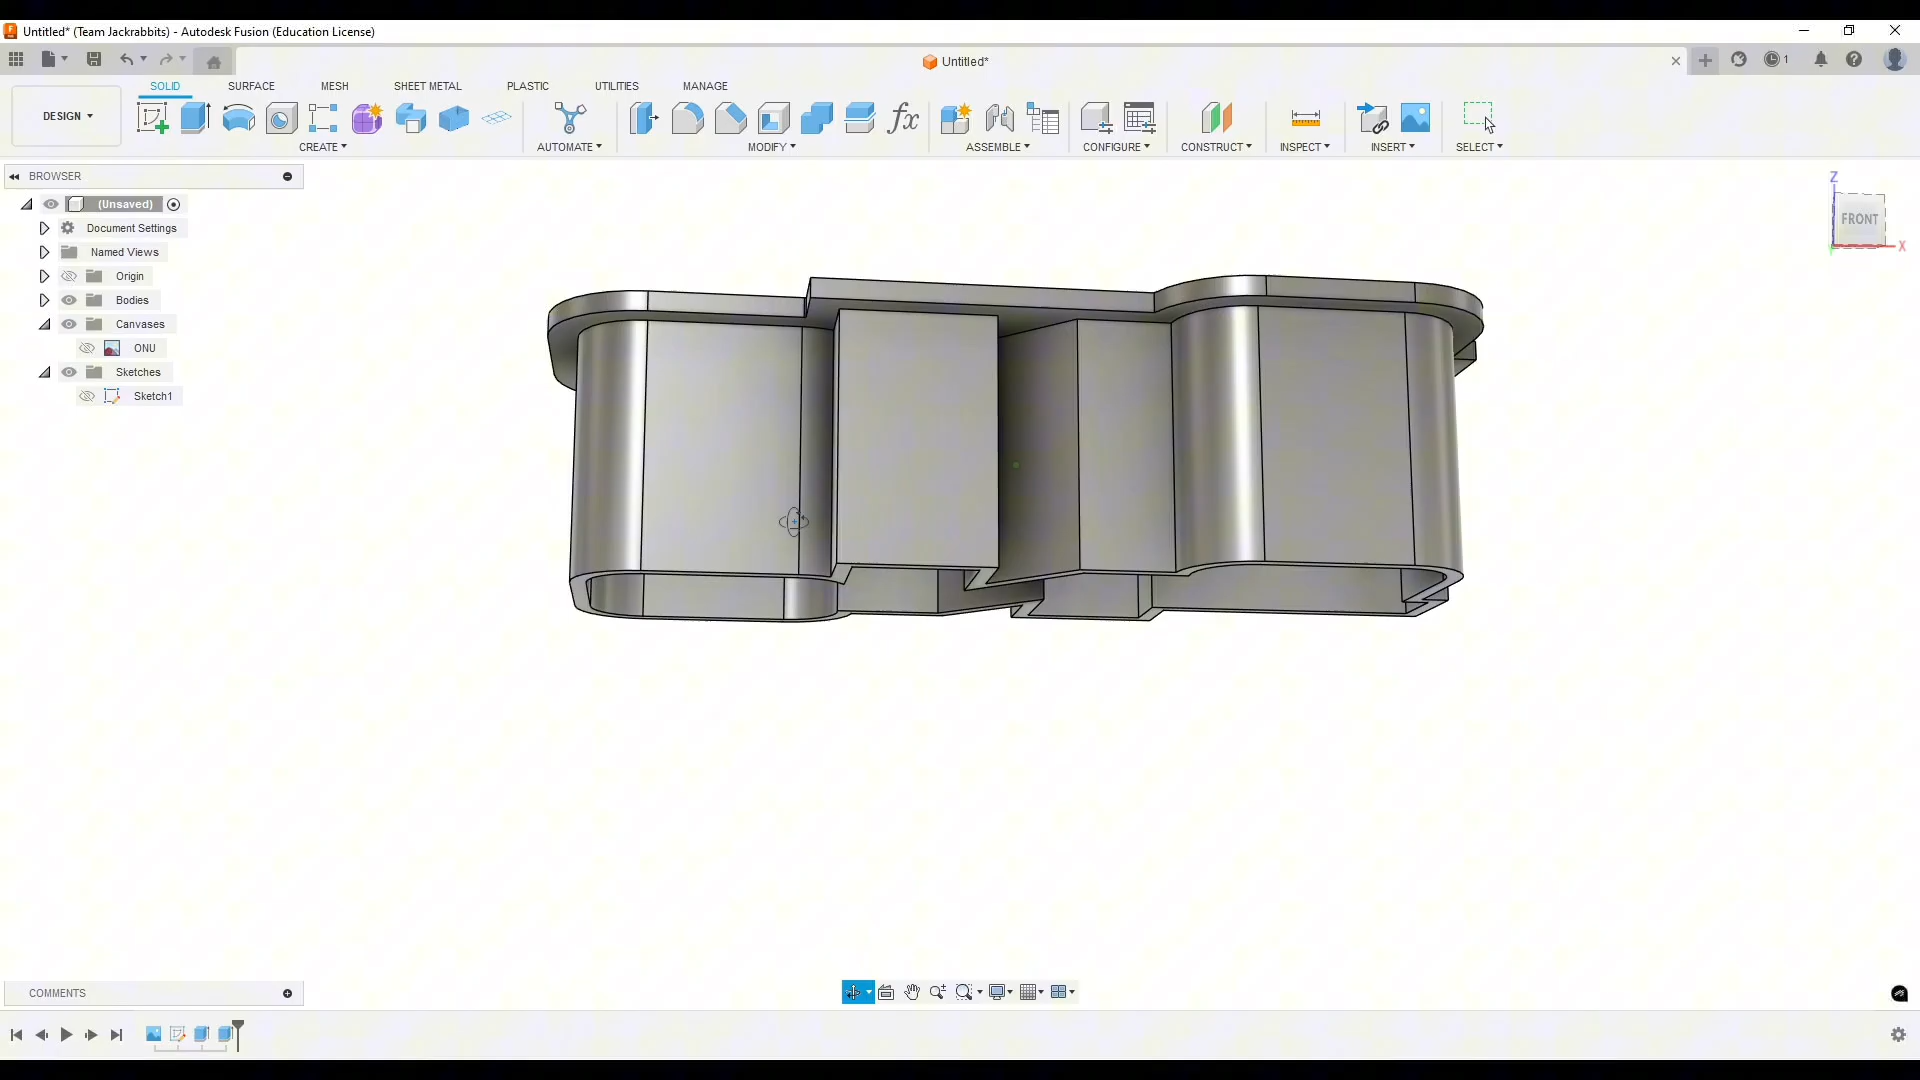 Untitled* (Team Jackrabbits) - Autodesk Fusion (Education License)
Untitled*
1
SOLID SURFACE MESH SHEET METAL PLASTIC UTILITIES MANAGE
DESIGN
fx
CREATE AUTOMATE MODIFY ASSEMBLE CONFIGURE CONSTRUCT INSPECT INSERT SELECT
BROWSER
(Unsaved)
Document Settings
Named Views
Origin
Bodies
Canvases
ONU
Sketches
Sketch1
Z
FRONT
X
COMMENTS